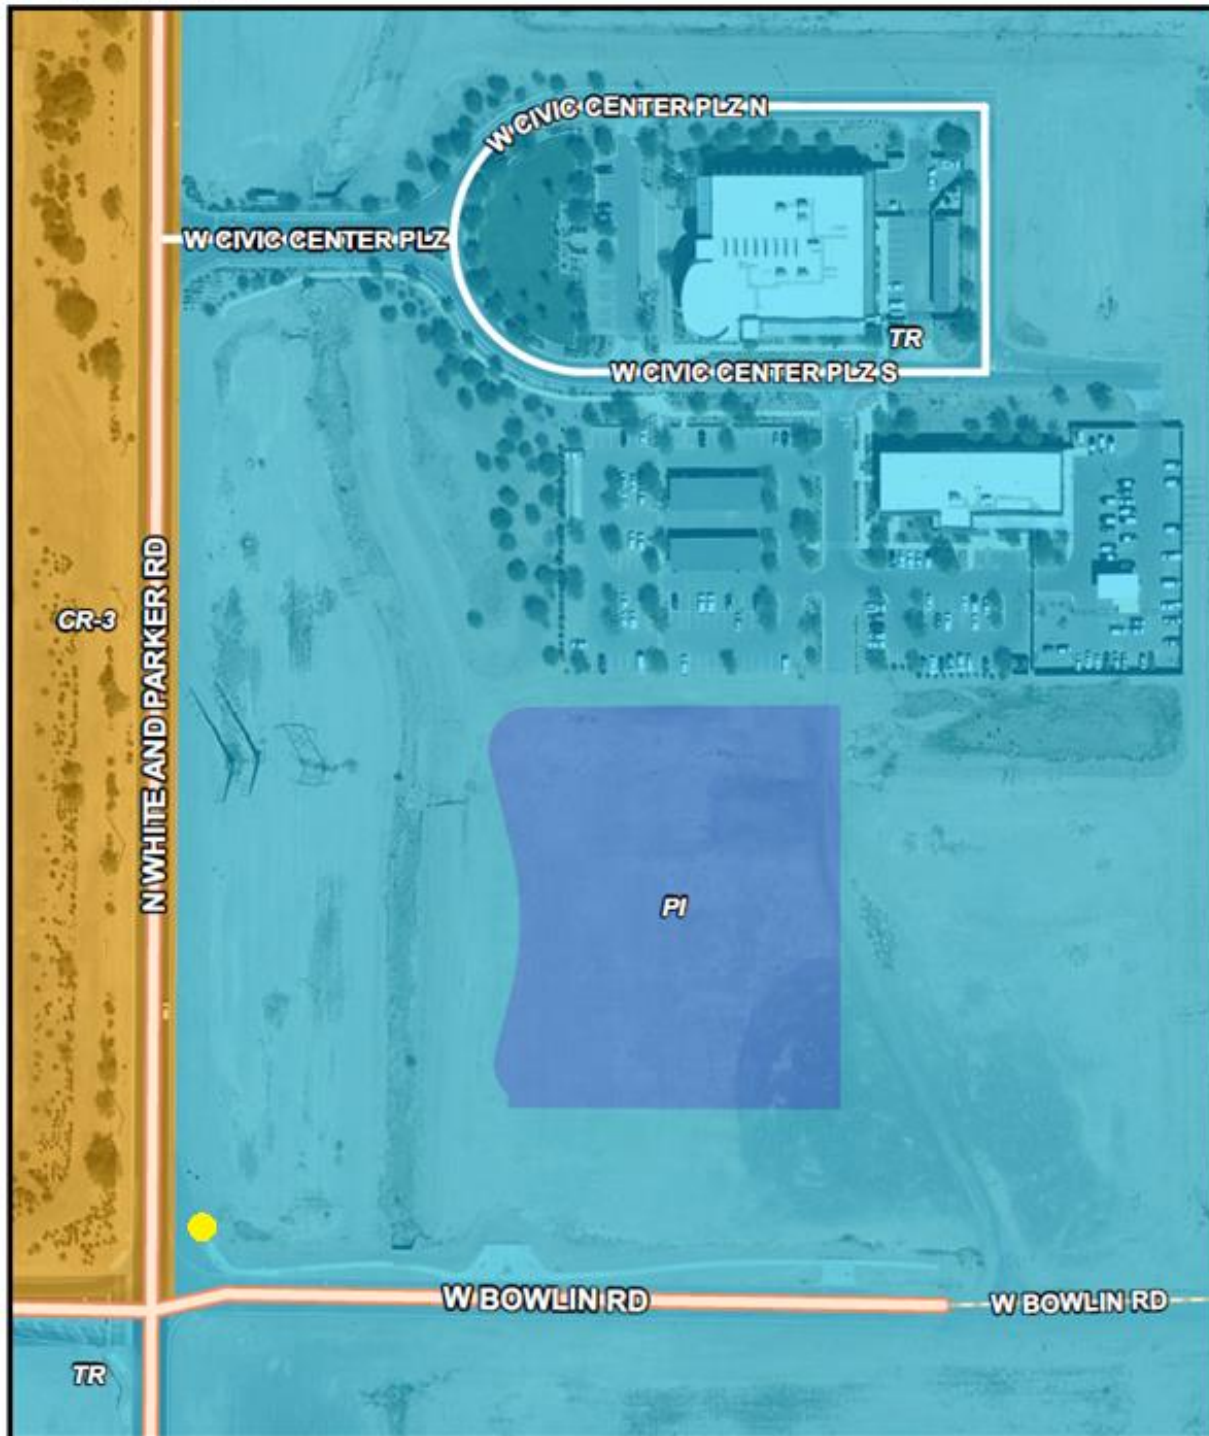 W CIVIC CENTER PLZ N
W CIVIC CENTER PLZ
TR
W CIVIC CENTER PLZ S
CR-3
N WHITE AND PARKER RD
PI
W BOWLIN RD
W BOWLIN RD
TR